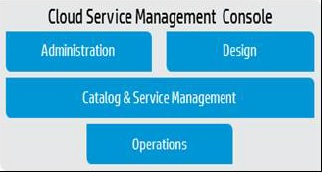 Cloud Service Management Console
Administration
Design
Catalog & Service Management
Operations